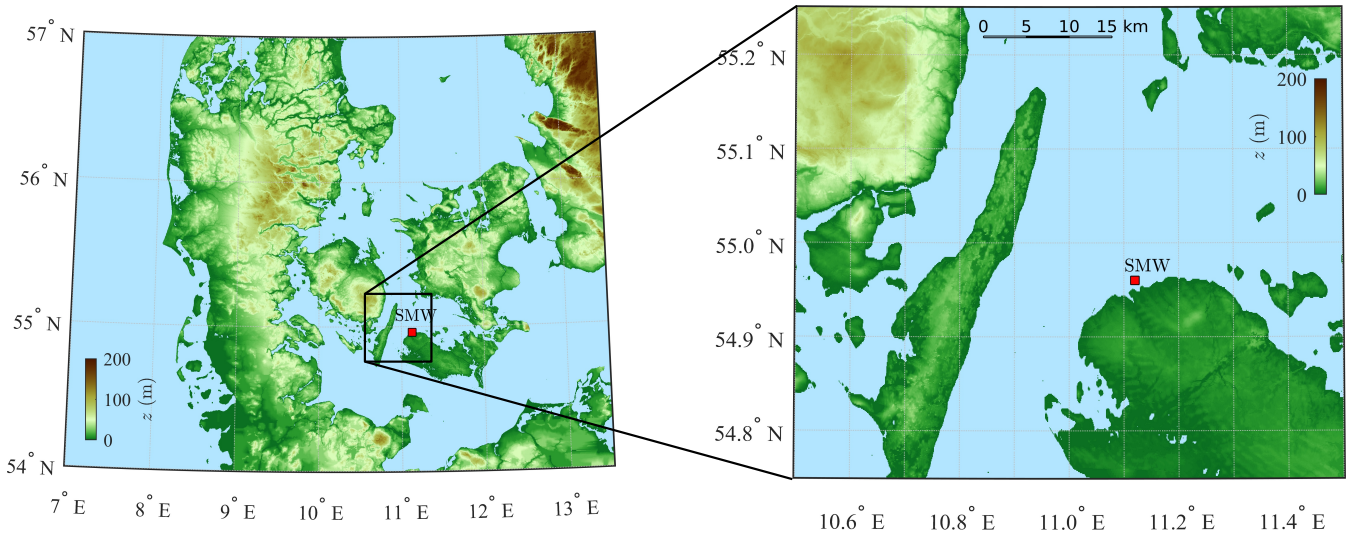 57° N
56° N
55° N
54° N
7° E
8° E
9° E
10° E
11° E
12° E
13° E
SMW
200
100
0
z (m)
0 5 10 15 km
55.2° N
55.1° N
55.0° N
54.9° N
54.8° N
10.6° E
10.8° E
11.0° E
11.2° E
11.4° E
SMW
200
100
0
z (m)